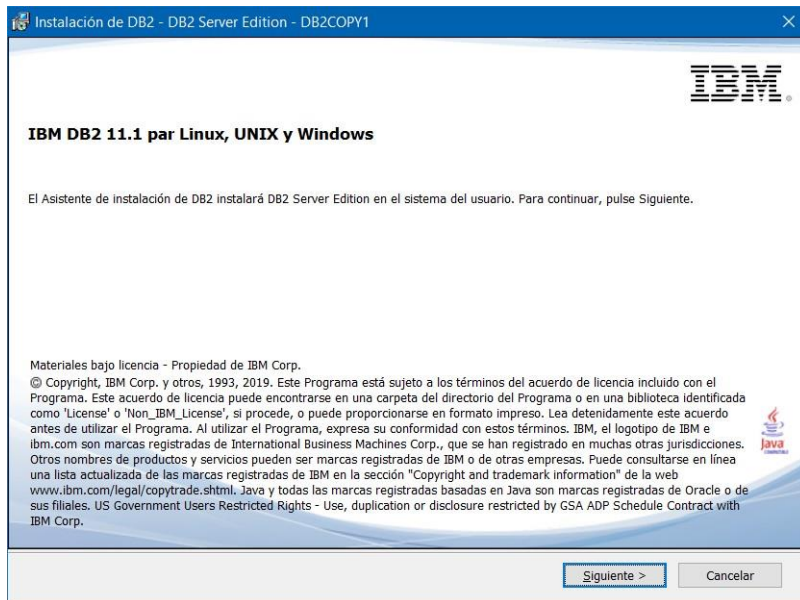 Instalación de DB2 - DB2 Server Edition - DB2COPY1
IBM
IBM DB2 11.1 par Linux, UNIX y Windows
El Asistente de instalación de DB2 instalará DB2 Server Edition en el sistema del usuario. Para continuar, pulse Siguiente.
Materiales bajo licencia - Propiedad de IBM Corp.
© Copyright, IBM Corp. y otros, 1993, 2019. Este Programa está sujeto a los términos del acuerdo de licencia incluido con el
Programa. Este acuerdo de licencia puede encontrarse en una carpeta del directorio del Programa o en una biblioteca identificada
como 'License' o 'Non_IBM_License', si procede, o puede proporcionarse en formato impreso. Lea detenidamente este acuerdo
antes de utilizar el Programa. Al utilizar el Programa, expresa su conformidad con estos términos. IBM, el logotipo de IBM e
ibm.com son marcas registradas de International Business Machines Corp., que se han registrado en muchas otras jurisdicciones.
Otros nombres de productos y servicios pueden ser marcas registradas de IBM o de otras empresas. Puede consultarse en línea
una lista actualizada de las marcas registradas de IBM en la sección "Copyright and trademark information" de la web
www.ibm.com/legal/copytrade.shtml. Java y todas las marcas registradas basadas en Java son marcas registradas de Oracle o de
sus filiales. US Government Users Restricted Rights - Use, duplication or disclosure restricted by GSA ADP Schedule Contract with
IBM Corp.
Java
Siguiente >
Cancelar